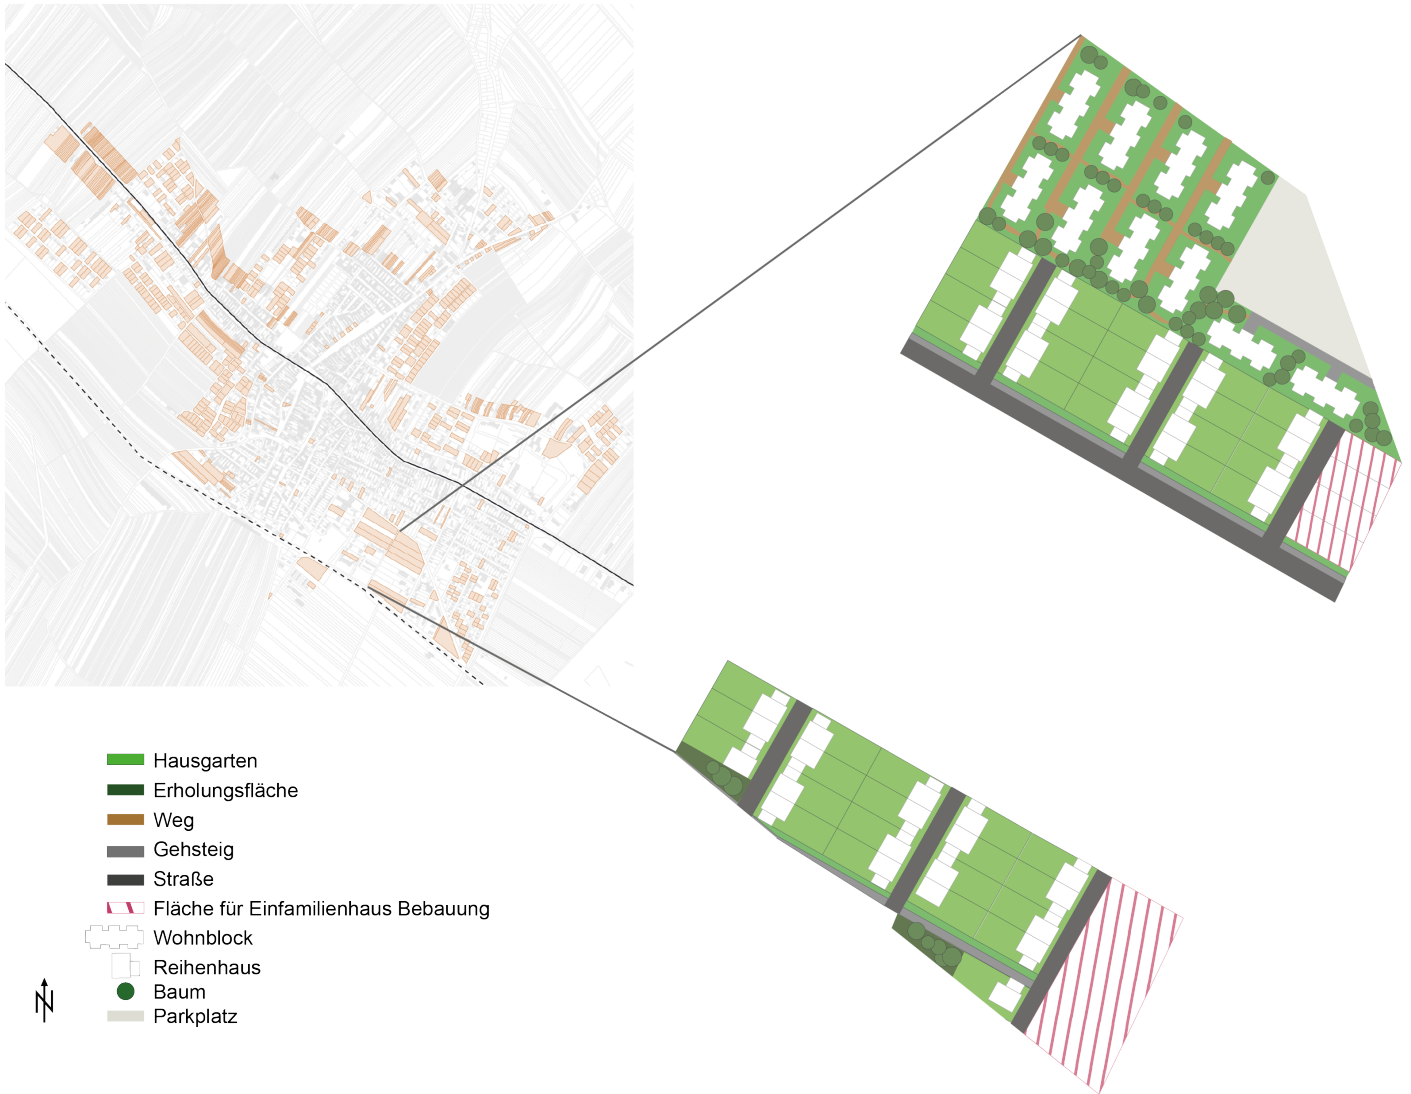 Hausgarten
Erholungsfläche
Weg
Gehsteig
Straße
Fläche für Einfamilienhaus Bebauung
Wohnblock
Reihenhaus
Baum
Parkplatz
N